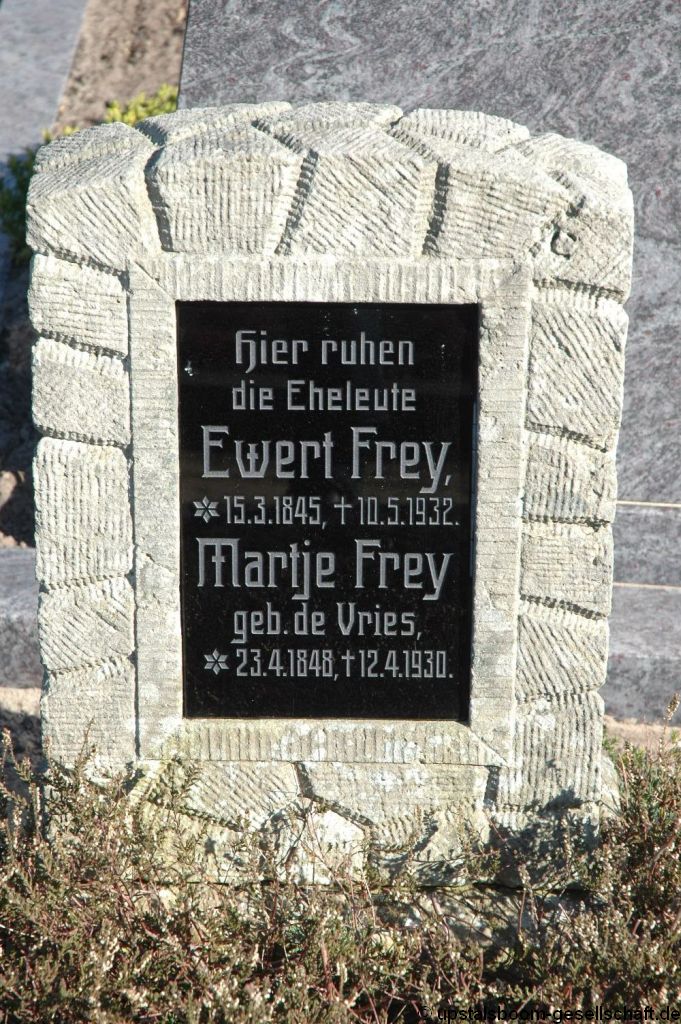 Hier ruhen
die Eheleute
Ewert Frey,
* 15.3.1845, † 10.5.1932.
Martje Frey
geb. de Vries,
* 23.4.1848, † 12.4.1930.
© upstalsboom-gesellschaft.de